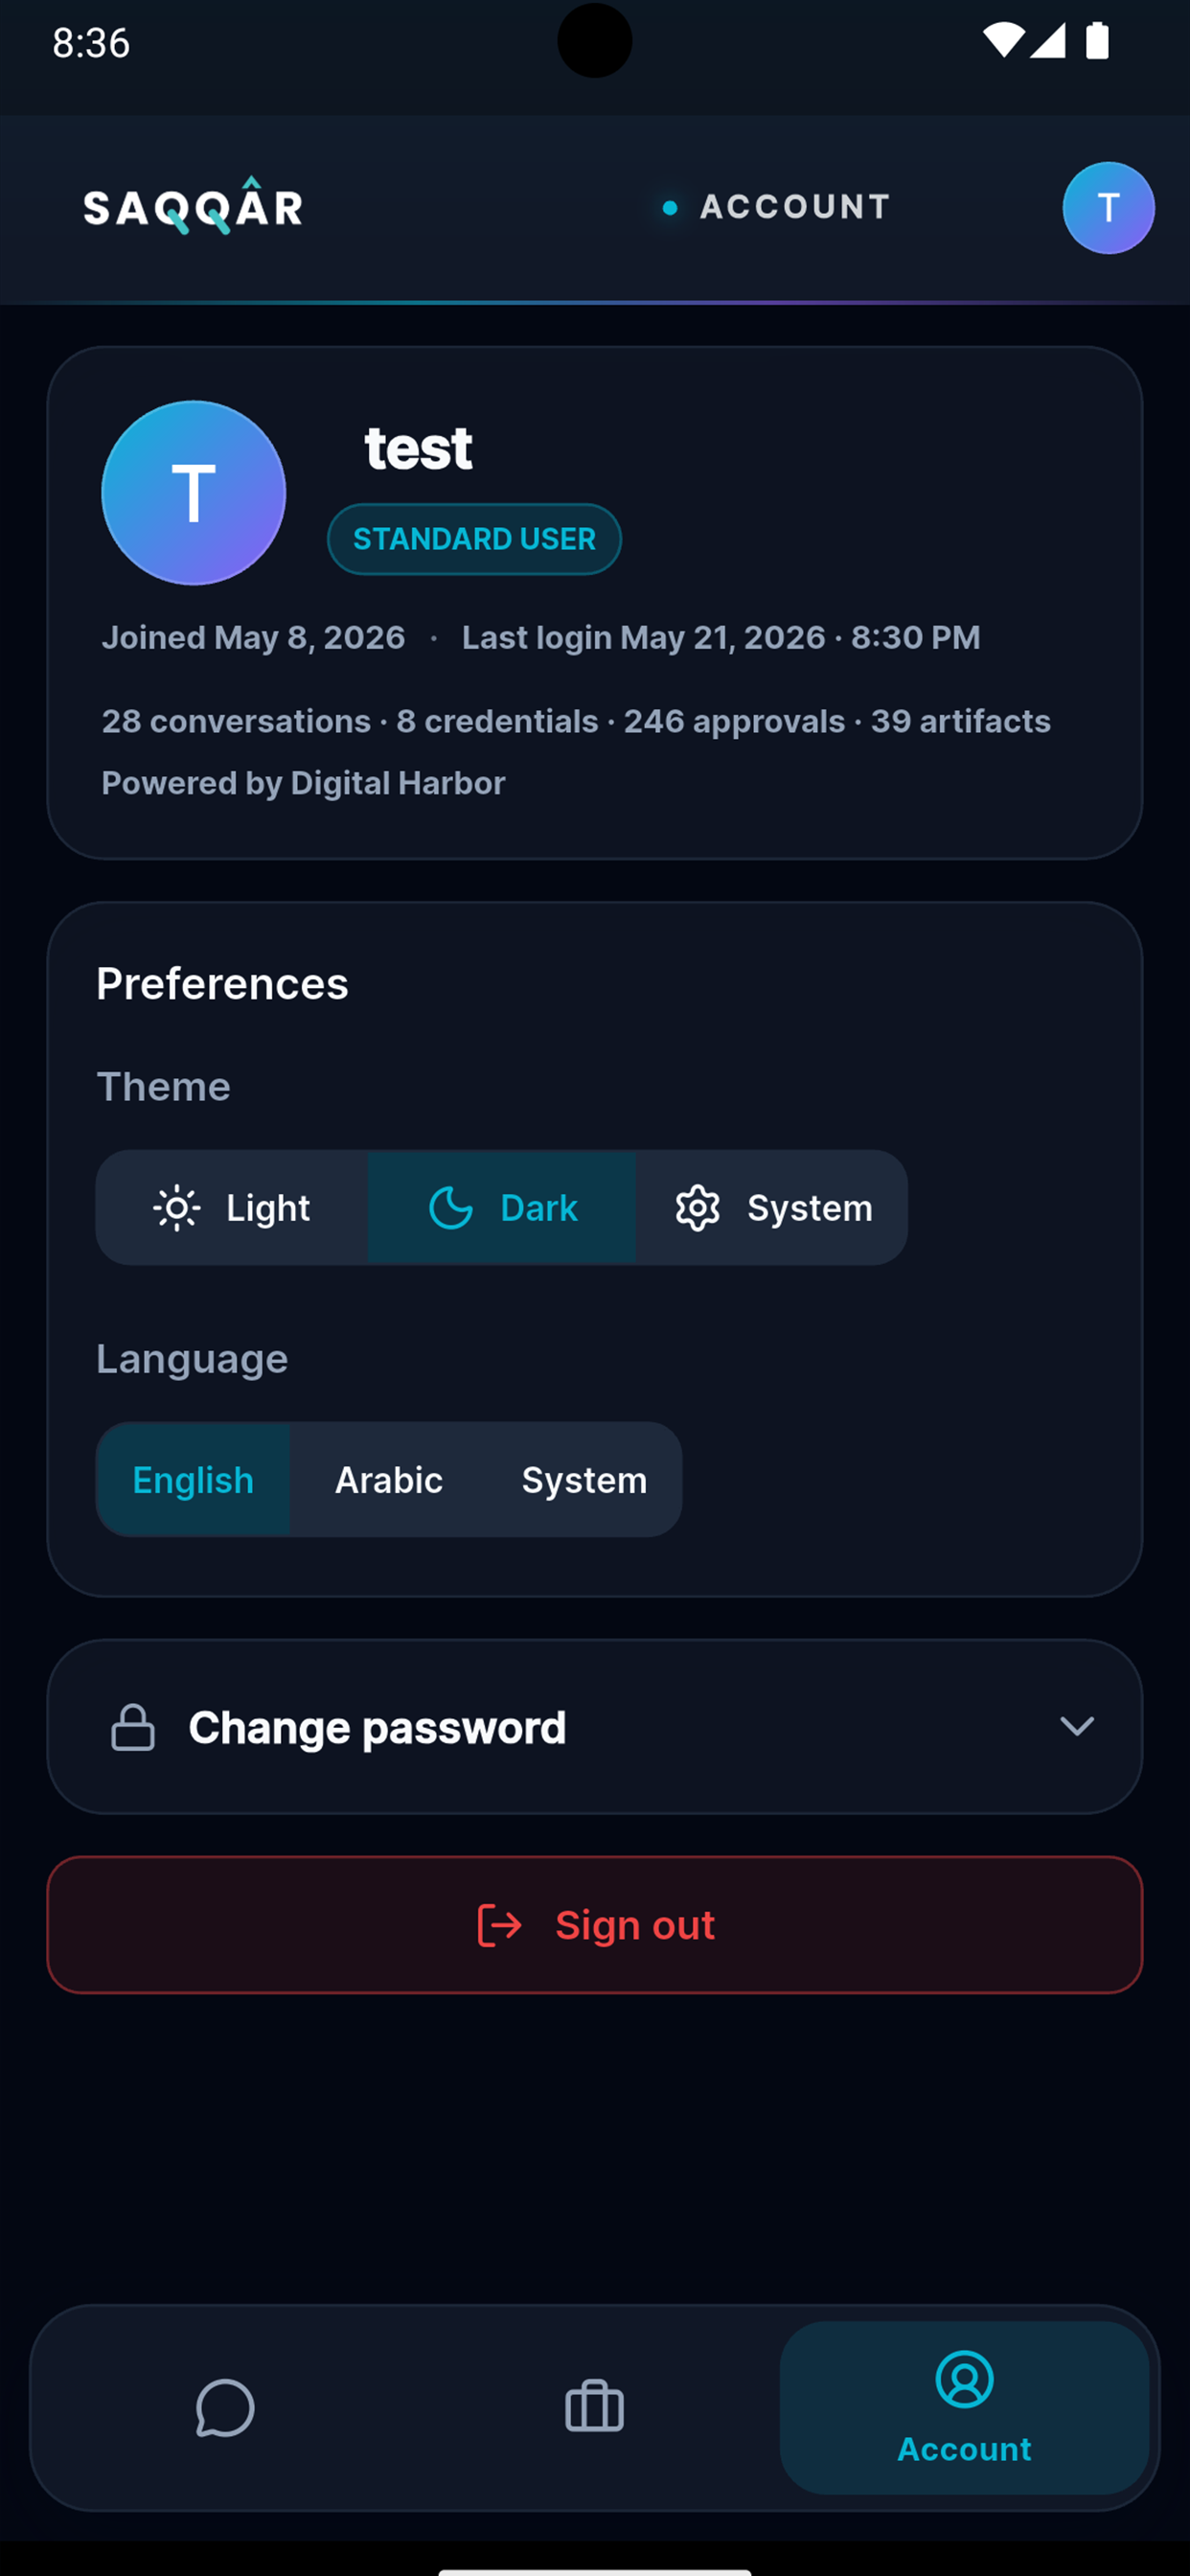 8:36
SAQQÂR
ACCOUNT
T
T
test
STANDARD USER
Joined May 8, 2026 · Last login May 21, 2026 · 8:30 PM
28 conversations · 8 credentials · 246 approvals · 39 artifacts
Powered by Digital Harbor
Preferences
Theme
Light Dark System
Language
English Arabic System
Change password
Sign out
Account